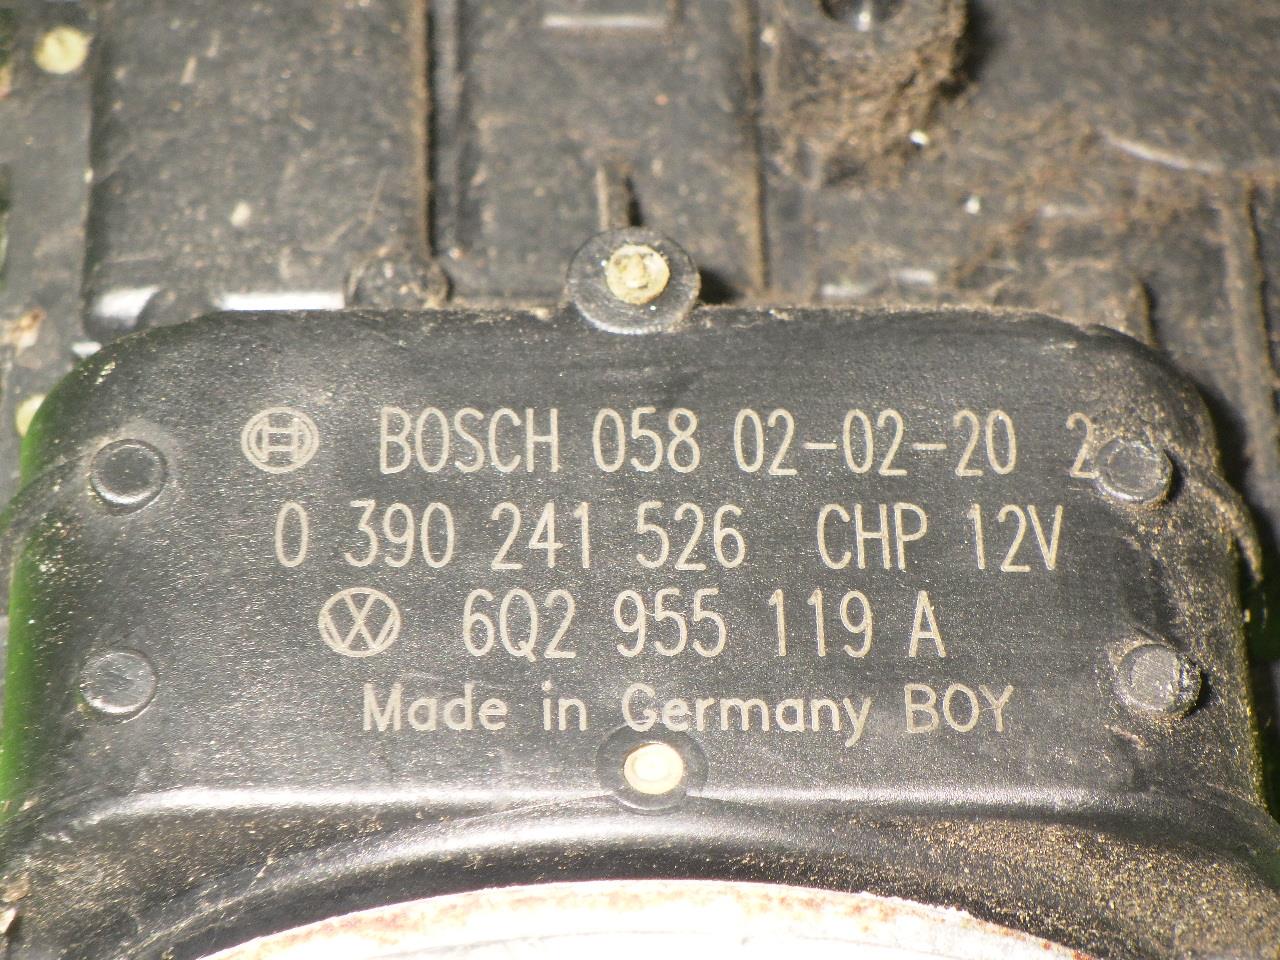 BOSCH 058 02-02-20 2
0 390 241 526 CHP 12V
6Q2 955 119 A
Made in Germany BOY